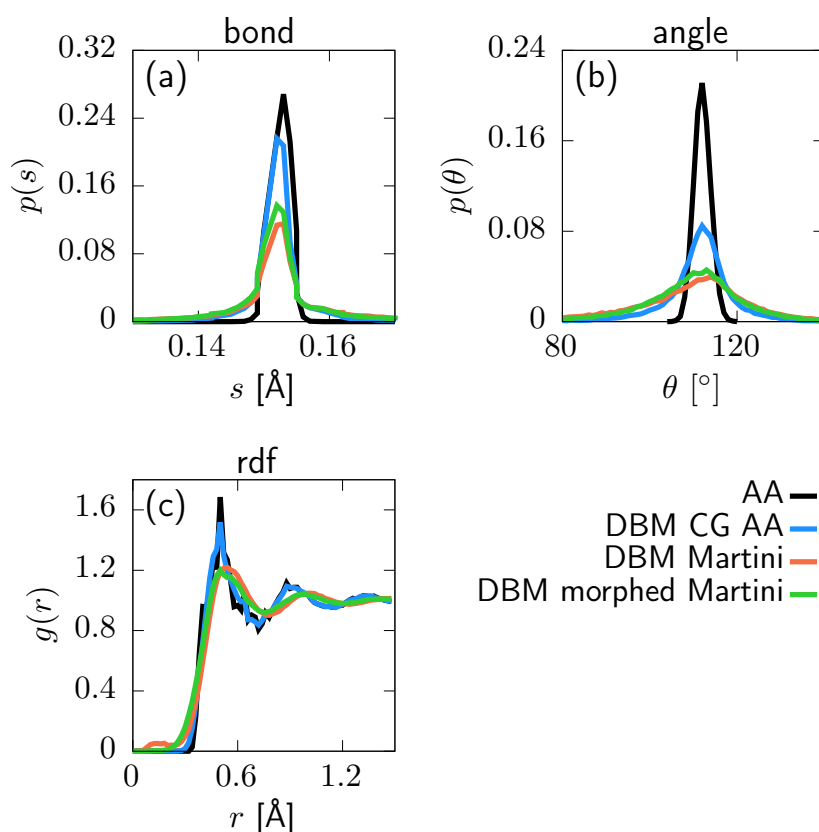 bond
(a)
0.32
0.24
0.16
0.08
0
p(s)
0.14
0.16
s [Å]
angle
(b)
0.24
0.16
0.08
0
p(θ)
80
120
θ [°]
rdf
(c)
1.6
1.2
0.8
0.4
0
g(r)
0
0.6
1.2
r [Å]
AA
DBM CG AA
DBM Martini
DBM morphed Martini